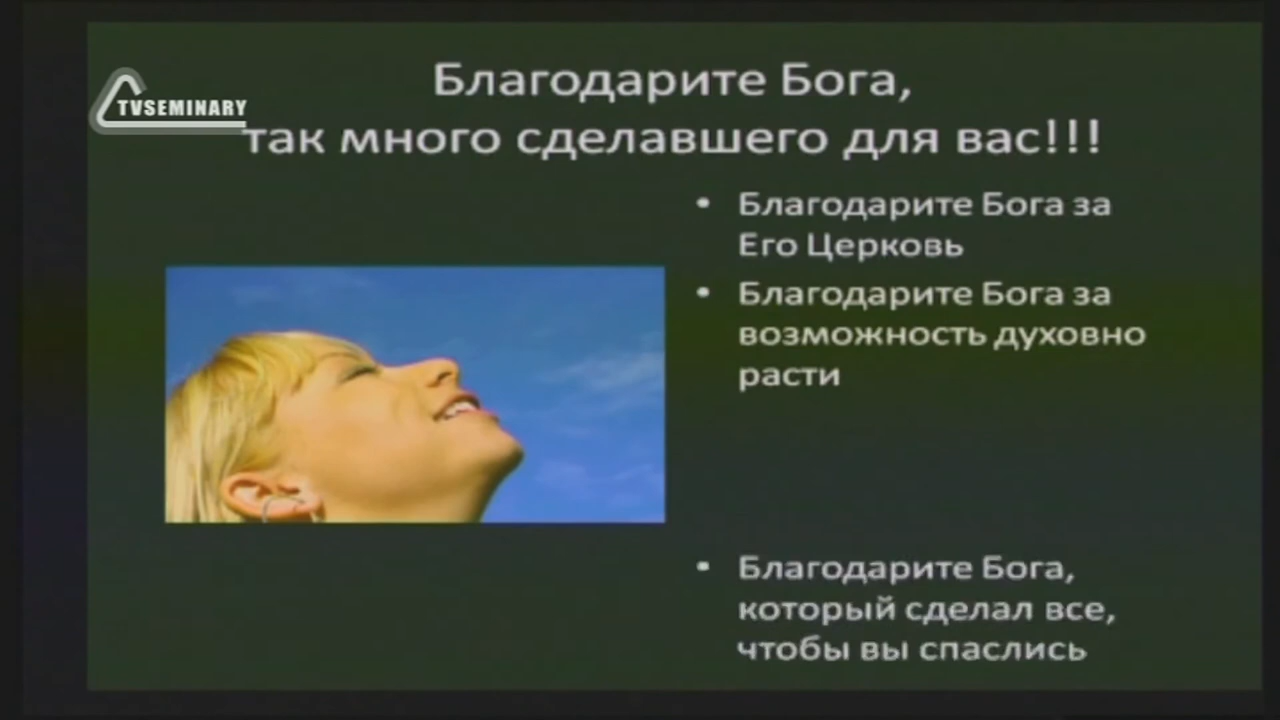 TVSEMINARY
Благодарите Бога,
так много сделавшего для вас!!!
• Благодарите Бога за
Его Церковь
• Благодарите Бога за
возможность духовно
расти
• Благодарите Бога,
который сделал все,
чтобы вы спаслись